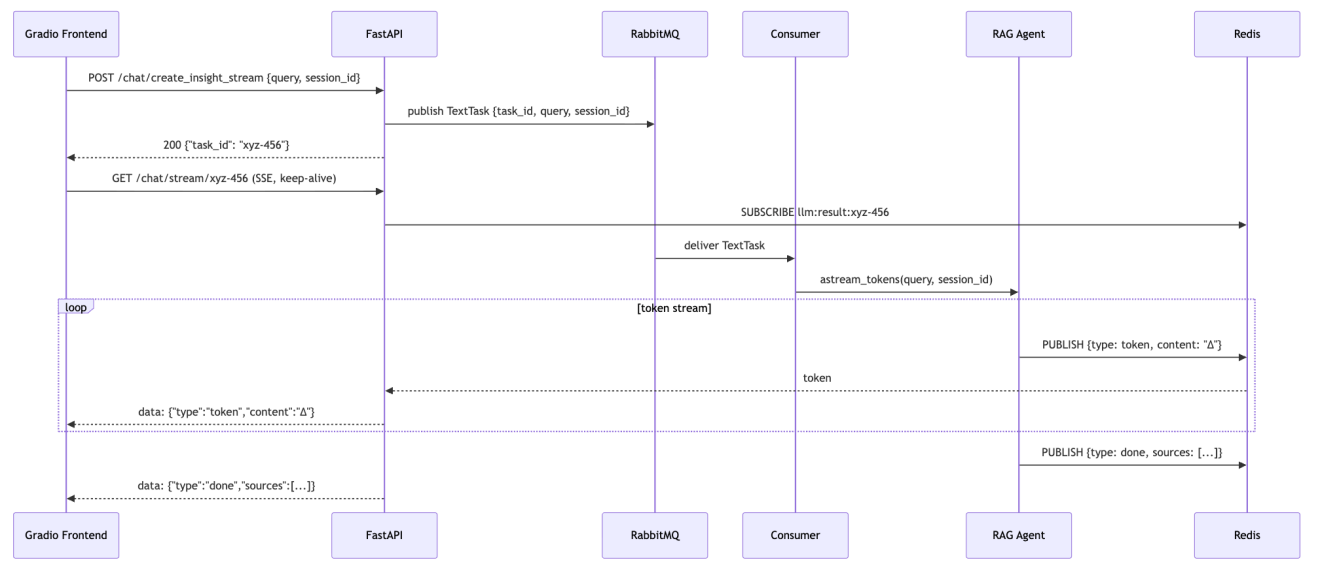 Gradio Frontend
FastAPI
RabbitMQ
Consumer
RAG Agent
Redis
POST /chat/create_insight_stream {query, session_id}
publish TextTask {task_id, query, session_id}
200 {"task_id": "xyz-456"}
GET /chat/stream/xyz-456 (SSE, keep-alive)
SUBSCRIBE llm:result:xyz-456
deliver TextTask
astream_tokens(query, session_id)
loop
[token stream]
PUBLISH {type: token, content: "Δ"}
token
data: {"type":"token","content":"Δ"}
PUBLISH {type: done, sources: [...]}
data: {"type":"done","sources":[...]}
Gradio Frontend
FastAPI
RabbitMQ
Consumer
RAG Agent
Redis